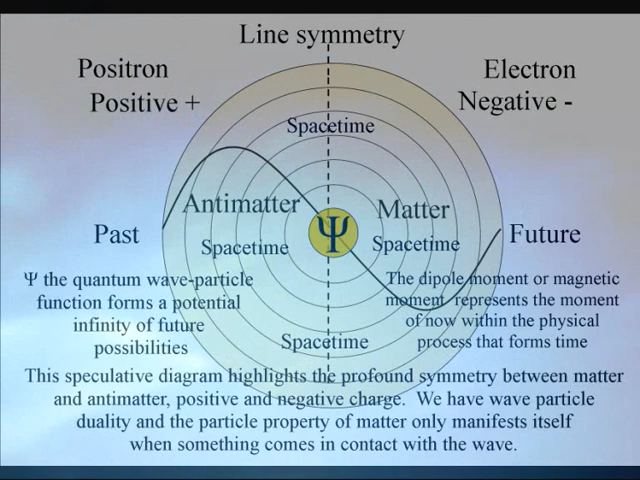 Line symmetry
Positron
Positive +
Electron
Negative -
Spacetime
Antimatter
Matter
Ψ
Past
Future
Spacetime
Spacetime
Ψ the quantum wave-particle
function forms a potential
infinity of future
possibilities
The dipole moment or magnetic
moment represents the moment
of now within the physical
process that forms time
Spacetime
This speculative diagram highlights the profound symmetry between matter
and antimatter, positive and negative charge. We have wave particle
duality and the particle property of matter only manifests itself
when something comes in contact with the wave.